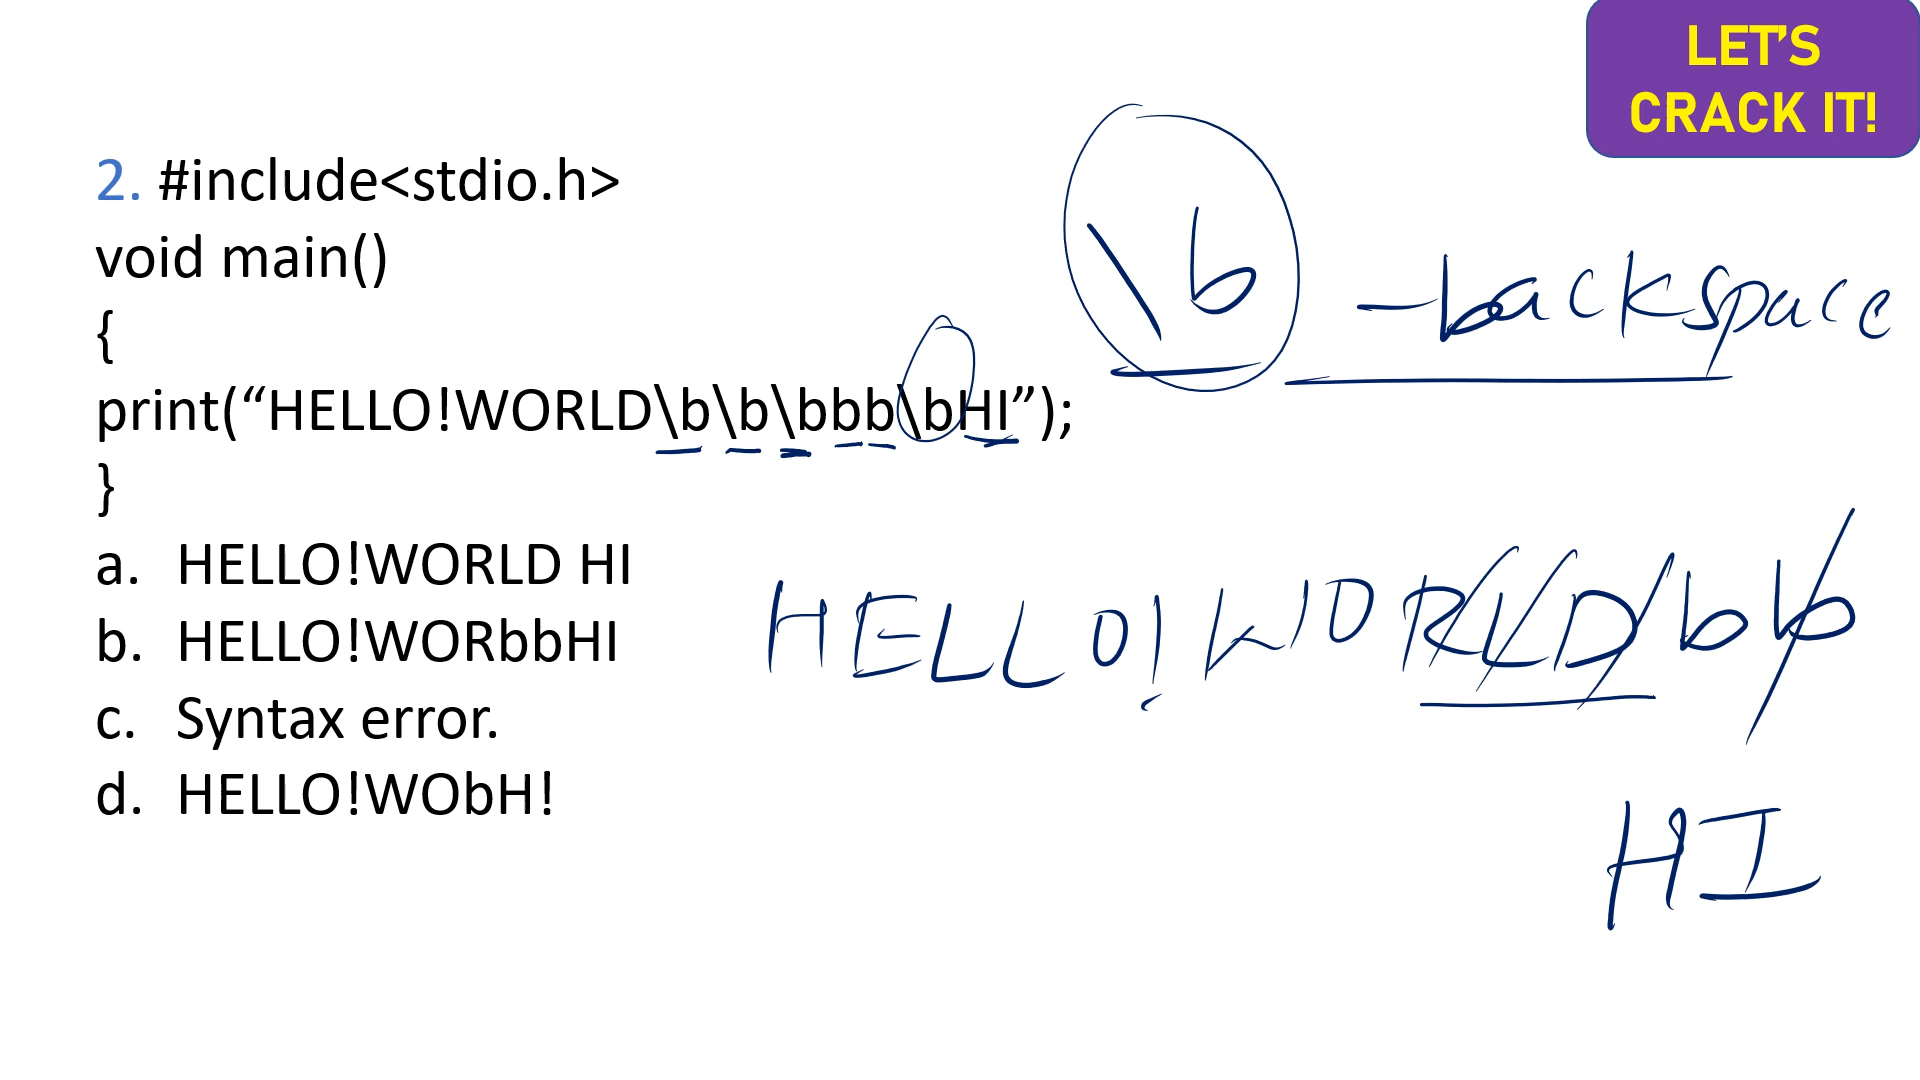 LET'S
CRACK IT!
2. #include<stdio.h>
void main()
{
print(“HELLO!WORLD\b\b\bbb\bHI”);
}
a. HELLO!WORLD HI
b. HELLO!WORbbHI
c. Syntax error.
d. HELLO!WObH!
\b - backspace
HELLO!WORLDbb
HI